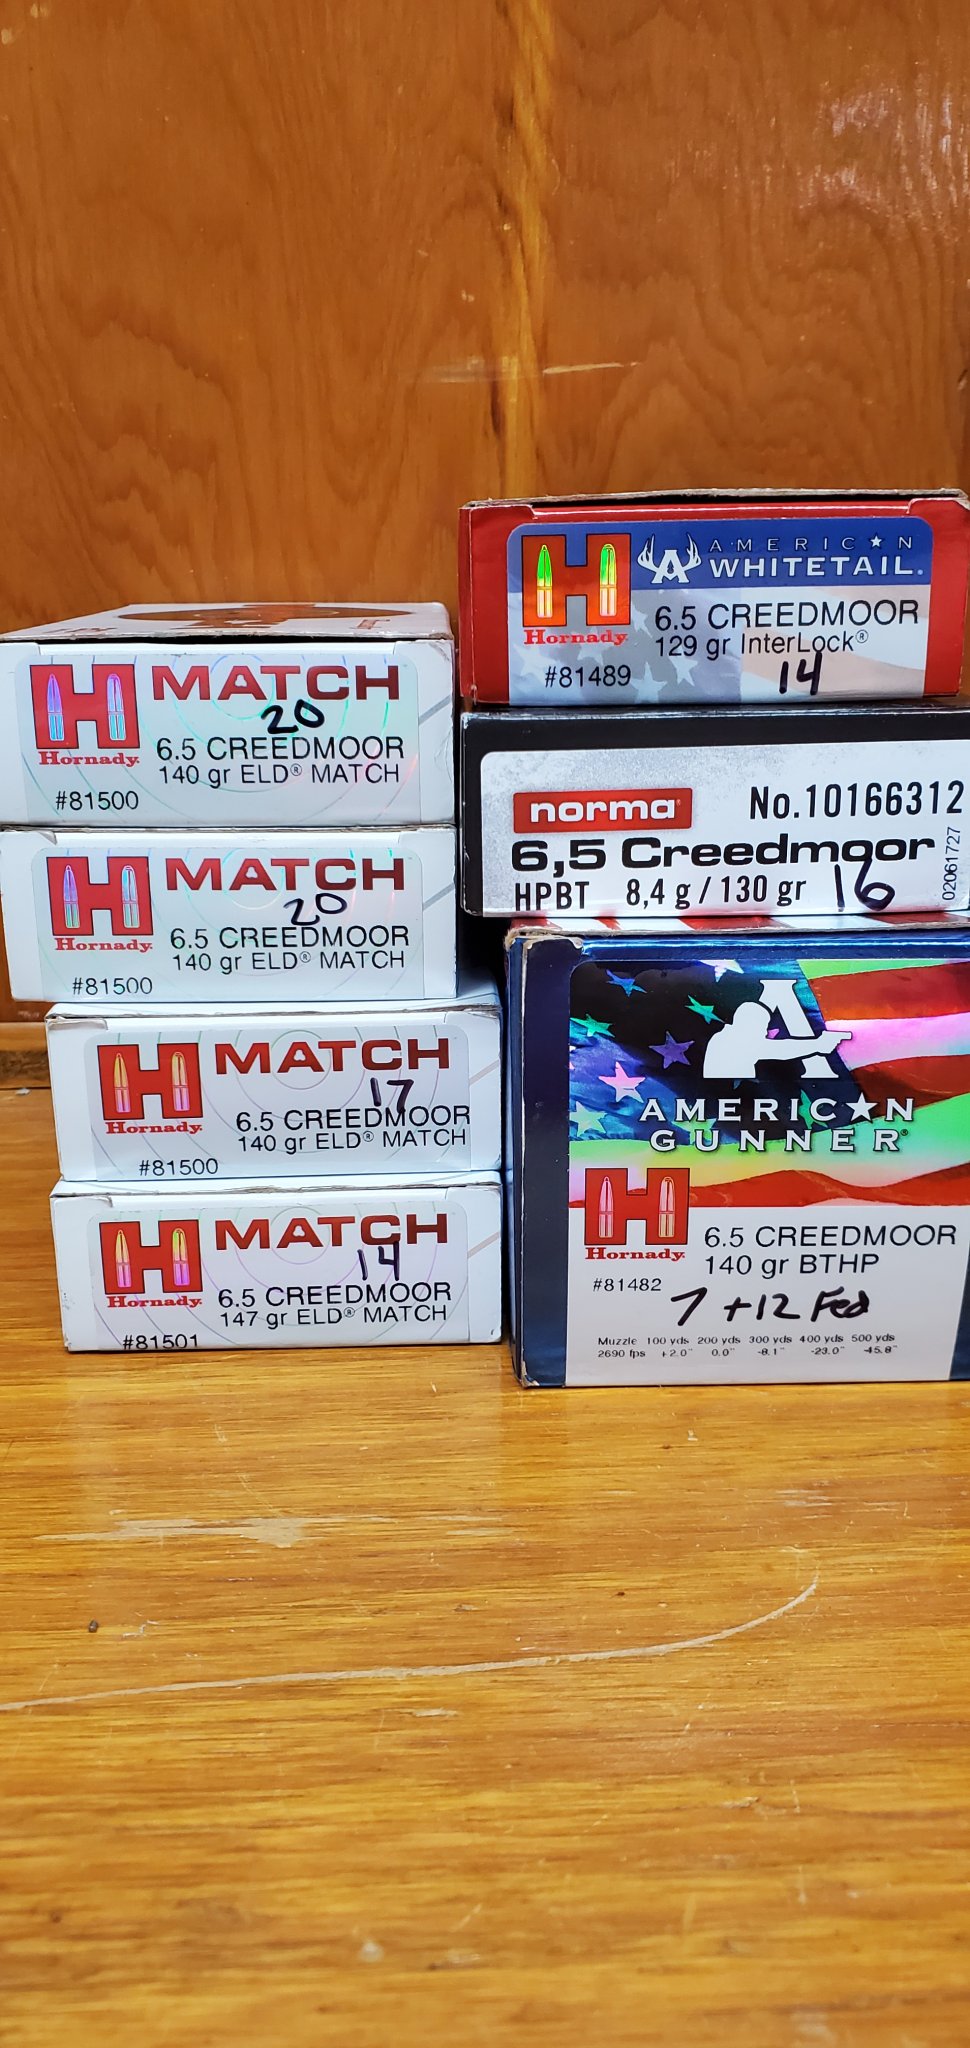 MATCH
20
6.5 CREEDMOOR
140 gr ELD® MATCH
Hornady
#81500
MATCH
20
6.5 CREEDMOOR
140 gr ELD® MATCH
Hornady
#81500
MATCH
17
6.5 CREEDMOOR
140 gr ELD® MATCH
Hornady
#81500
MATCH
14
6.5 CREEDMOOR
147 gr ELD® MATCH
Hornady
#81501
AMERIC★N
WHITETAIL®
6.5 CREEDMOOR
129 gr InterLock®
Hornady
#81489
14
norma® No.10166312
6,5 Creedmoor
HPBT 8,4 g / 130 gr
16
02061727
AMERIC★N
GUNNER®
6.5 CREEDMOOR
140 gr BTHP
Hornady
#81482
7 +12 Fed
Muzzle 100 yds 200 yds 300 yds 400 yds 500 yds
2690 fps +2.0" 0.0" -8.1" -23.0" -45.8"